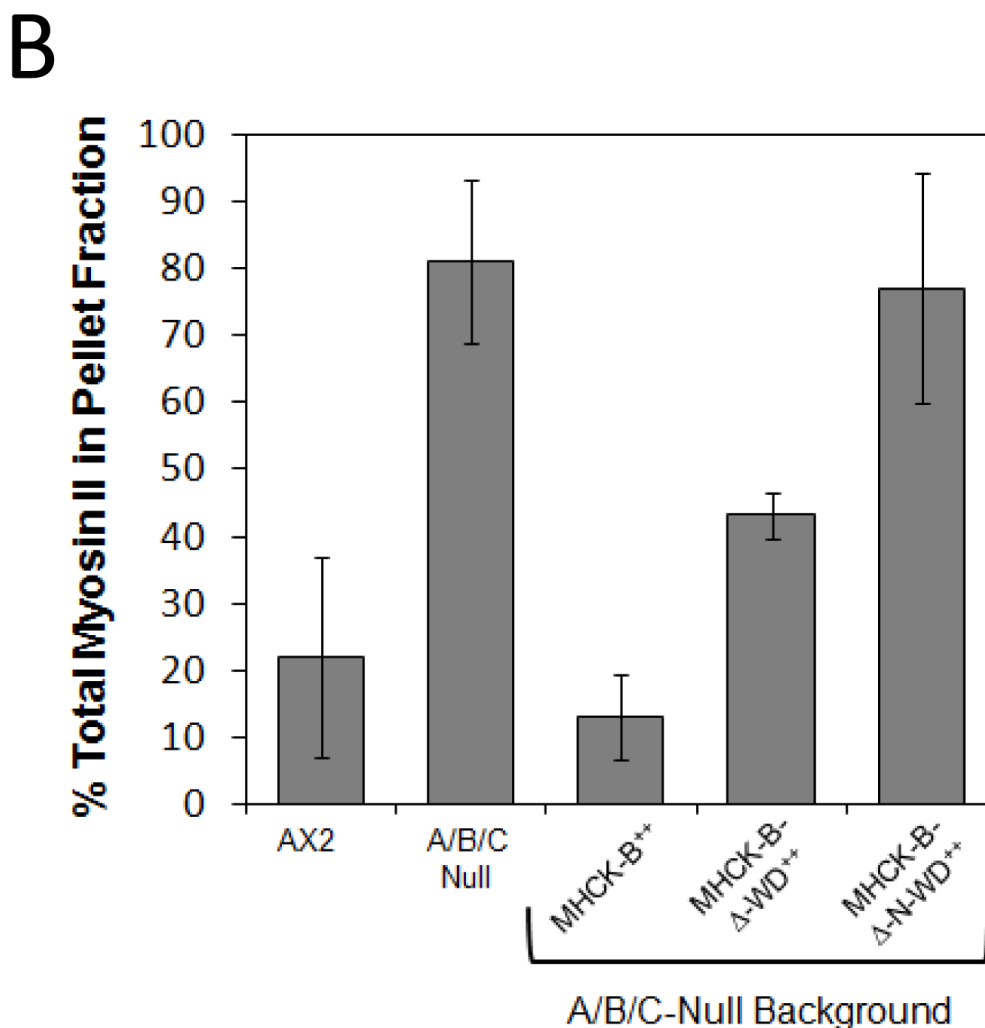 B
% Total Myosin II in Pellet Fraction
100
90
80
70
60
50
40
30
20
10
0
AX2
A/B/C
Null
MHCK-B⁺⁺
MHCK-B-
Δ-WD⁺⁺
MHCK-B-
Δ-N-WD⁺⁺
A/B/C-Null Background